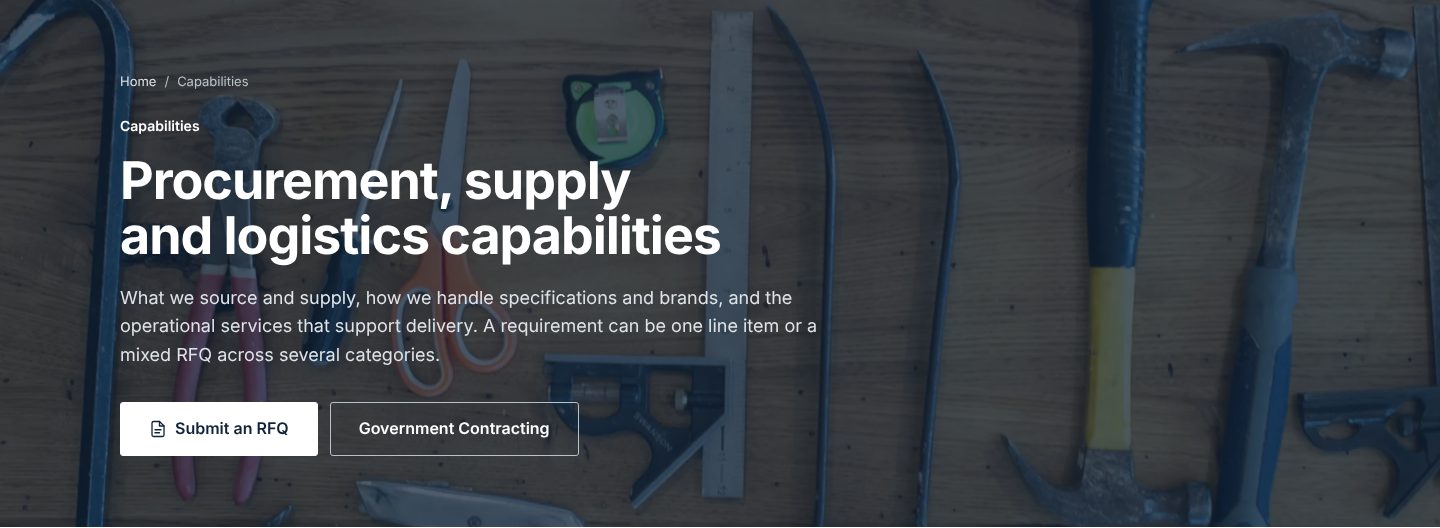 Home / Capabilities
Capabilities
Procurement, supply
and logistics capabilities
What we source and supply, how we handle specifications and brands, and the
operational services that support delivery. A requirement can be one line item or a
mixed RFQ across several categories.
Submit an RFQ
Government Contracting
SWANSON